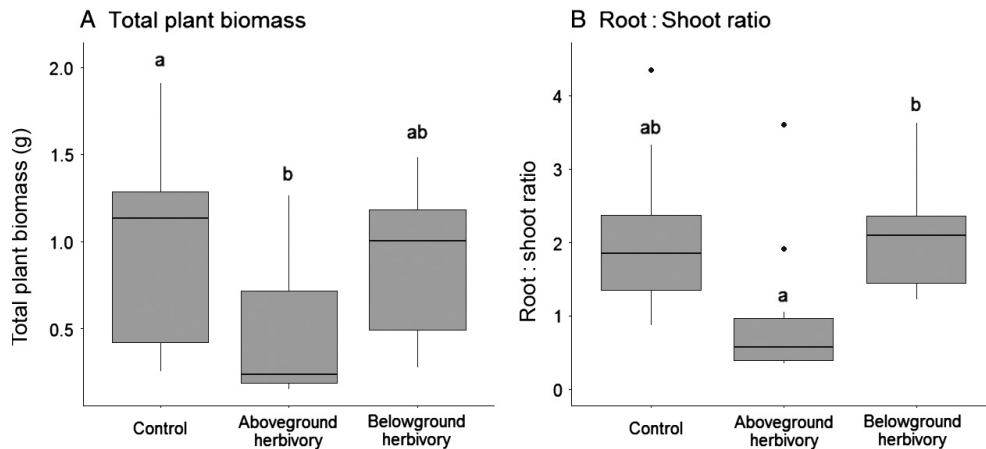 A Total plant biomass
Total plant biomass (g)
2.0
1.5
1.0
0.5
a
b
ab
Control
Aboveground
herbivory
Belowground
herbivory
B Root : Shoot ratio
Root : shoot ratio
4
3
2
1
0
ab
a
b
Control
Aboveground
herbivory
Belowground
herbivory